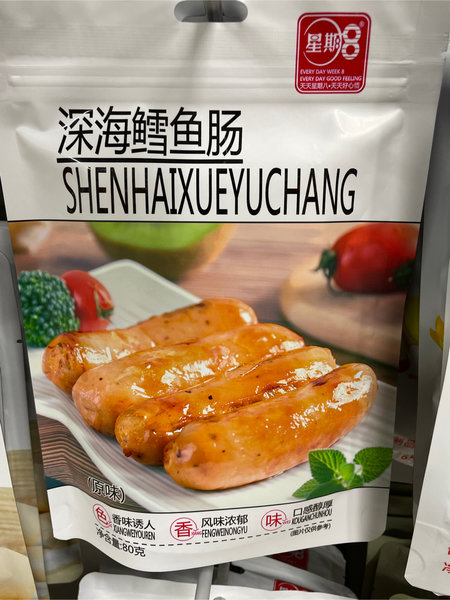 星期8
EVERY DAY WEEK 8
EVERY DAY GOOD FEELING
天天星期八·天天好心情
深海鳕鱼肠
SHENHAIXUEYUCHANG
(原味)
色 香味诱人 香 风味浓郁 味 口感醇厚
XIANGWEIYOUREN FENGWEINONGYU KOUGANCHUNHOU
净含量:80克 (图片仅供参考)